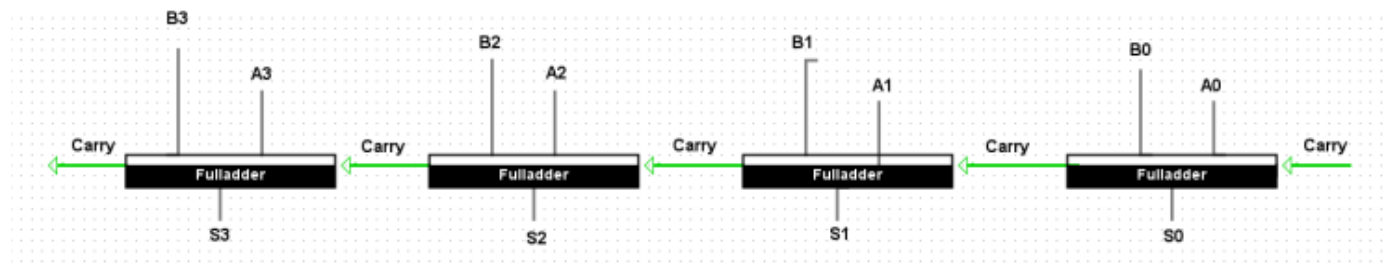 B3
A3
B2
A2
B1
A1
B0
A0
Carry
Carry
Carry
Carry
Carry
Fulladder
Fulladder
Fulladder
Fulladder
S3
S2
S1
S0